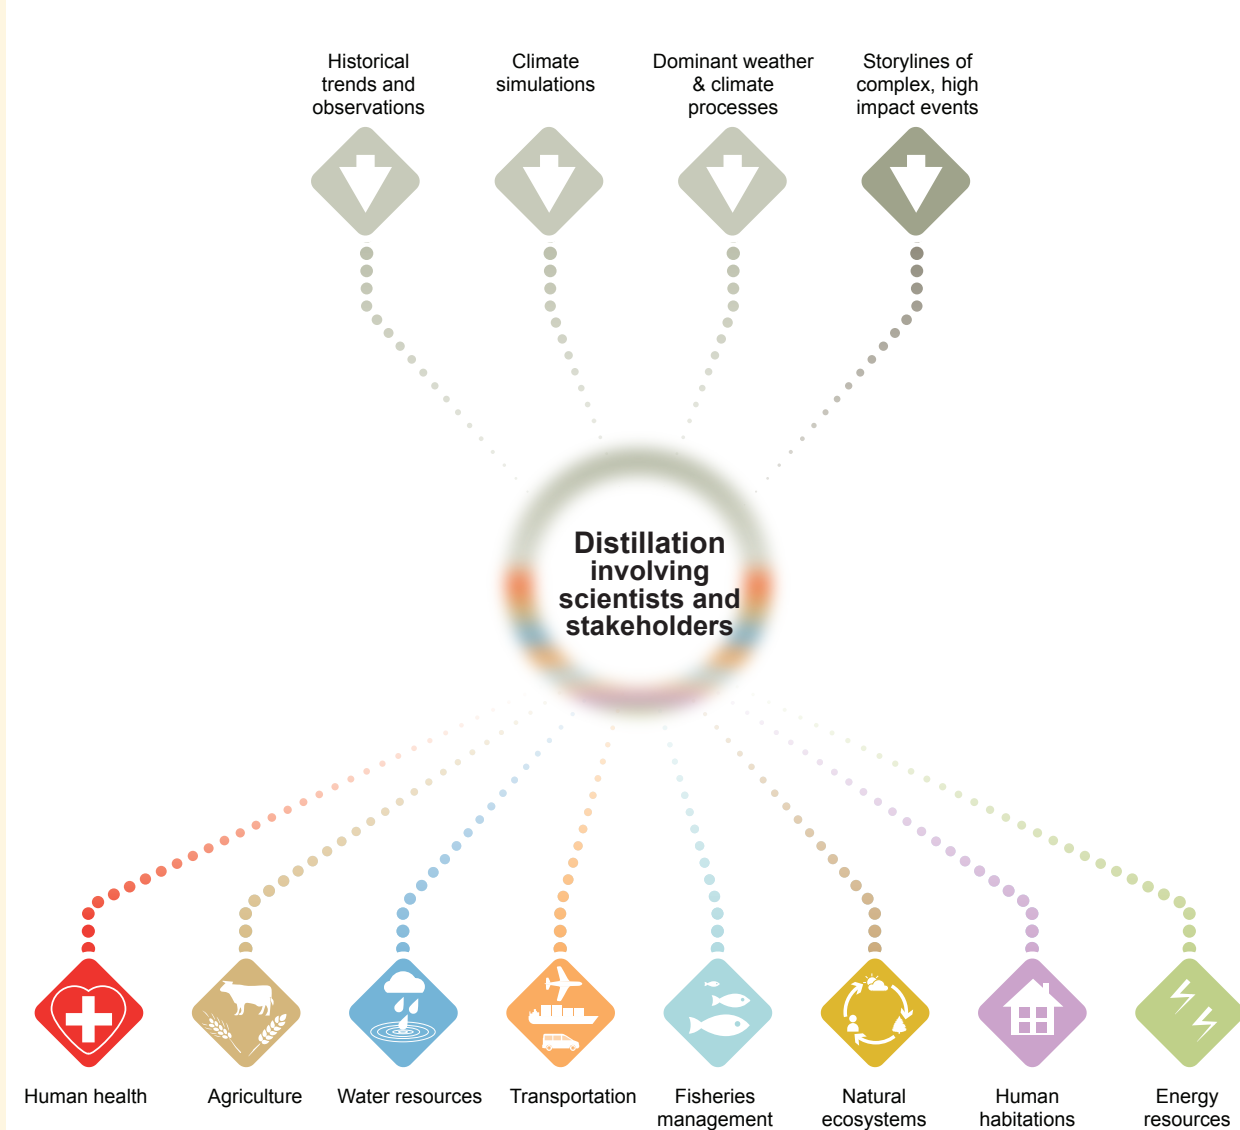 Historical
trends and
observations
Climate
simulations
Dominant weather
& climate
processes
Storylines of
complex, high
impact events
Distillation
involving
scientists and
stakeholders
Human health
Agriculture
Water resources
Transportation
Fisheries
management
Natural
ecosystems
Human
habitations
Energy
resources